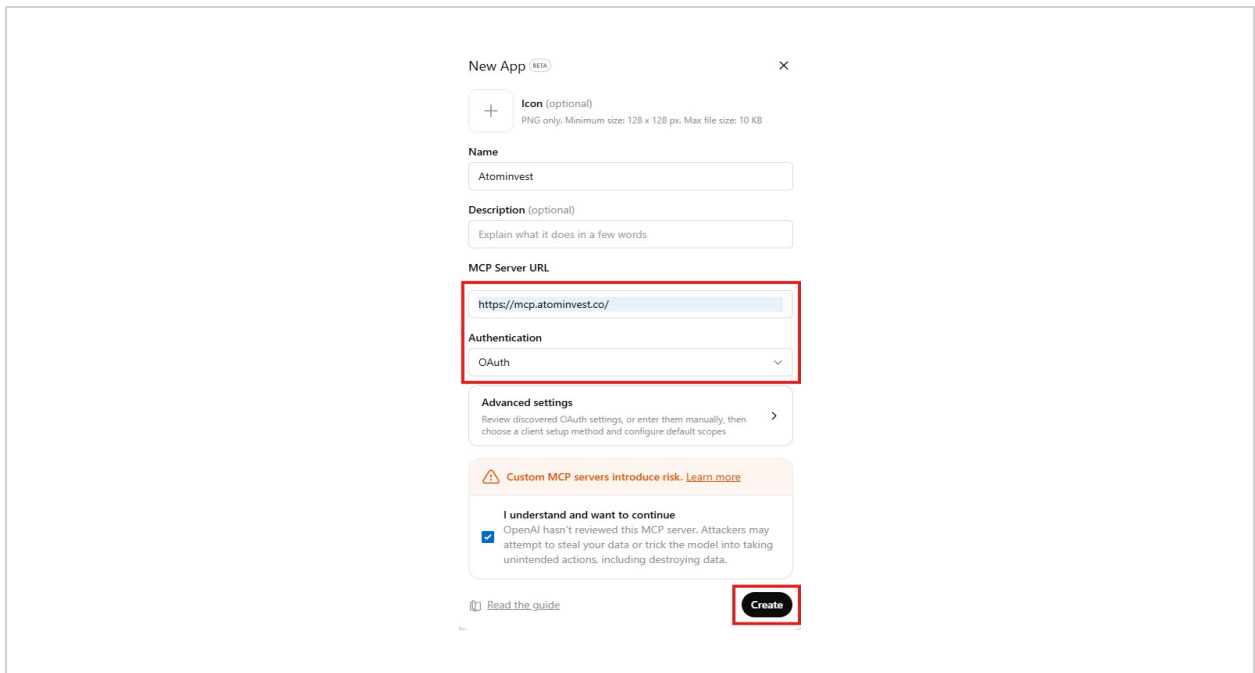 New App BETA
Icon (optional)
PNG only. Minimum size: 128 x 128 px. Max file size: 10 KB
Name
Atominvest
Description (optional)
Explain what it does in a few words
MCP Server URL
https://mcp.atominvest.co/
Authentication
OAuth
Advanced settings
Review discovered OAuth settings, or enter them manually, then
choose a client setup method and configure default scopes
Custom MCP servers introduce risk. Learn more
I understand and want to continue
OpenAI hasn't reviewed this MCP server. Attackers may
attempt to steal your data or trick the model into taking
unintended actions, including destroying data.
Read the guide
Create